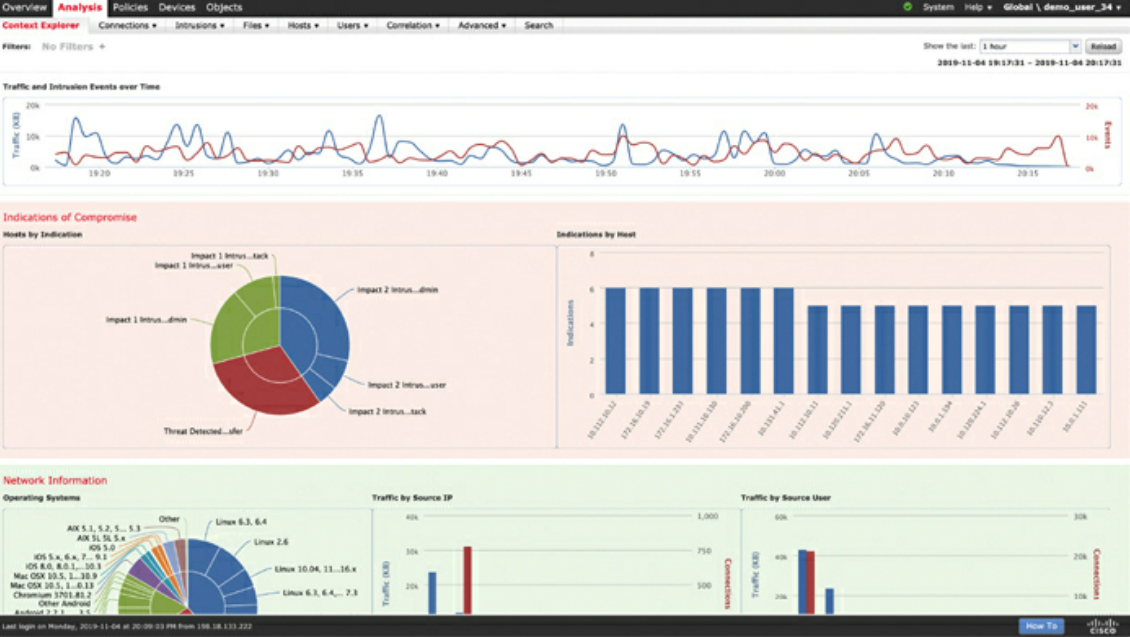 Overview Analysis Policies Devices Objects System Help Global \ demo_user_34
Context Explorer Connections Intrusions Files Hosts Users Correlation Advanced Search
Filters: No Filters + Show the last: 1 hour Reload
2019-11-04 19:17:31 - 2019-11-04 20:17:31
Traffic and Intrusion Events over Time
20k 20k
10k 10k
0k 0k
Traffic (KB)
Events
19:20 19:25 19:30 19:35 19:40 19:45 19:50 19:55 20:00 20:05 20:10 20:15
Indications of Compromise
Hosts by Indication Indications by Host
Impact 1 Intrus...tack
Impact 1 Intrus...user
Impact 2 Intrus...dmin
Impact 1 Intrus...dmin
Impact 2 Intrus...user
Impact 2 Intrus...tack
Threat Detected...sfer
Indications
8
6
4
2
0
10.112.10.12 172.16.10.19 172.16.1.233 10.131.10.150 172.16.10.200 10.131.41.1 10.112.10.11 10.120.211.1 172.16.11.120 10.0.10.123 10.0.1.194 10.120.224.1 10.112.10.26 10.110.12.3 10.0.1.111
Network Information
Operating Systems Traffic by Source IP Traffic by Source User
Other
Linux 6.3, 6.4
AIX 5.1, 5.2, 5... 5.3
AIX 5L 5L 5.x
Linux 2.6
iOS 5.0
iOS 5.x, 6.x, 7... 9.1
iOS 8.0, 8.0.1,...10.3
Linux 10.04, 11...16.x
Mac OSX 10.5, 1...10.9
Mac OSX 10.5, 1...0.13
Linux 6.3, 6.4,... 7.3
Chromium 3701.81.2
Other Android
40k 1,000
30k 750
20k 500
Traffic (KB)
Connections
60k 30k
40k 20k
20k 10k
Traffic (KB)
Connections
Last login on Monday, 2019-11-04 at 20:09:03 PM from 198.18.133.222 How To
CISCO